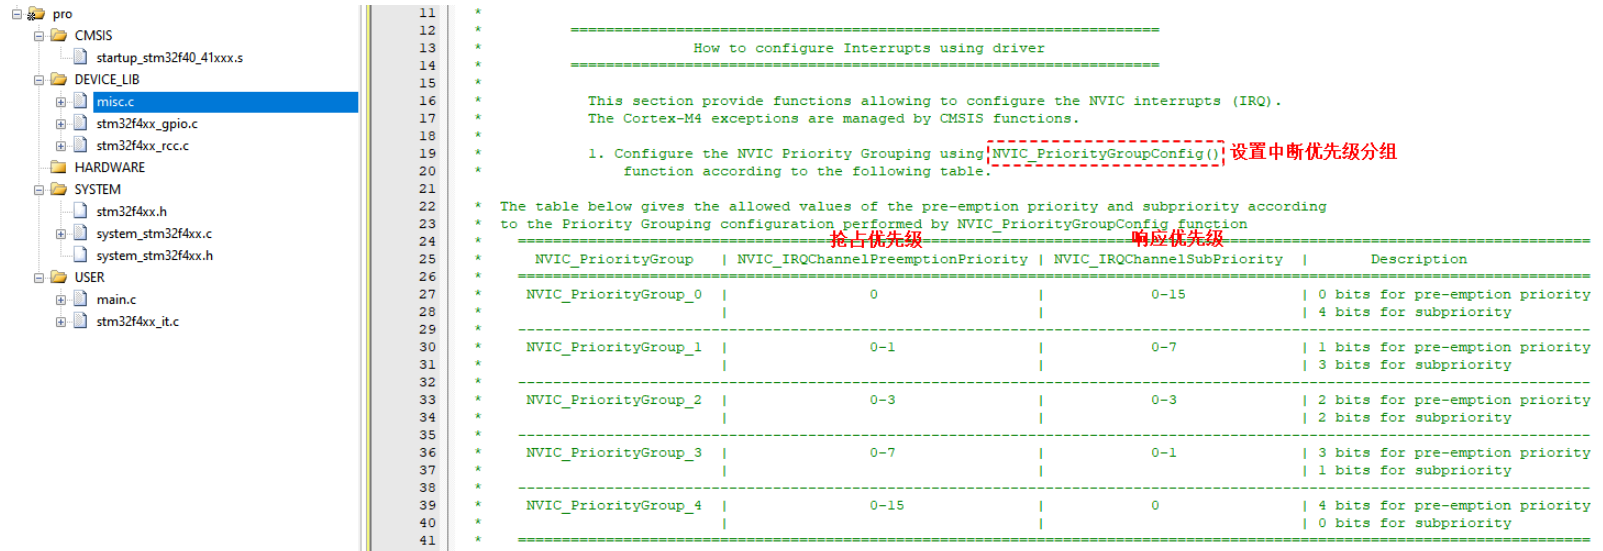 pro
CMSIS
startup_stm32f40_41xxx.s
DEVICE_LIB
misc.c
stm32f4xx_gpio.c
stm32f4xx_rcc.c
HARDWARE
SYSTEM
stm32f4xx.h
system_stm32f4xx.c
system_stm32f4xx.h
USER
main.c
stm32f4xx_it.c
11 *
12 * ===================================================================
13 * How to configure Interrupts using driver
14 * ===================================================================
15 *
16 * This section provide functions allowing to configure the NVIC interrupts (IRQ).
17 * The Cortex-M4 exceptions are managed by CMSIS functions.
18 *
19 * 1. Configure the NVIC Priority Grouping using NVIC_PriorityGroupConfig() 设置中断优先级分组
20 * function according to the following table.
21
22 * The table below gives the allowed values of the pre-emption priority and subpriority according
23 * to the Priority Grouping configuration performed by NVIC_PriorityGroupConfig function
抢占优先级 响应优先级
24 * ==========================================================================================================================
25 * NVIC_PriorityGroup | NVIC_IRQChannelPreemptionPriority | NVIC_IRQChannelSubPriority | Description
26 * ==========================================================================================================================
27 * NVIC_PriorityGroup_0 | 0 | 0-15 | 0 bits for pre-emption priority
28 * | | | 4 bits for subpriority
29 * --------------------------------------------------------------------------------------------------------------------------
30 * NVIC_PriorityGroup_1 | 0-1 | 0-7 | 1 bits for pre-emption priority
31 * | | | 3 bits for subpriority
32 * --------------------------------------------------------------------------------------------------------------------------
33 * NVIC_PriorityGroup_2 | 0-3 | 0-3 | 2 bits for pre-emption priority
34 * | | | 2 bits for subpriority
35 * --------------------------------------------------------------------------------------------------------------------------
36 * NVIC_PriorityGroup_3 | 0-7 | 0-1 | 3 bits for pre-emption priority
37 * | | | 1 bits for subpriority
38 * --------------------------------------------------------------------------------------------------------------------------
39 * NVIC_PriorityGroup_4 | 0-15 | 0 | 4 bits for pre-emption priority
40 * | | | 0 bits for subpriority
41 * ==========================================================================================================================